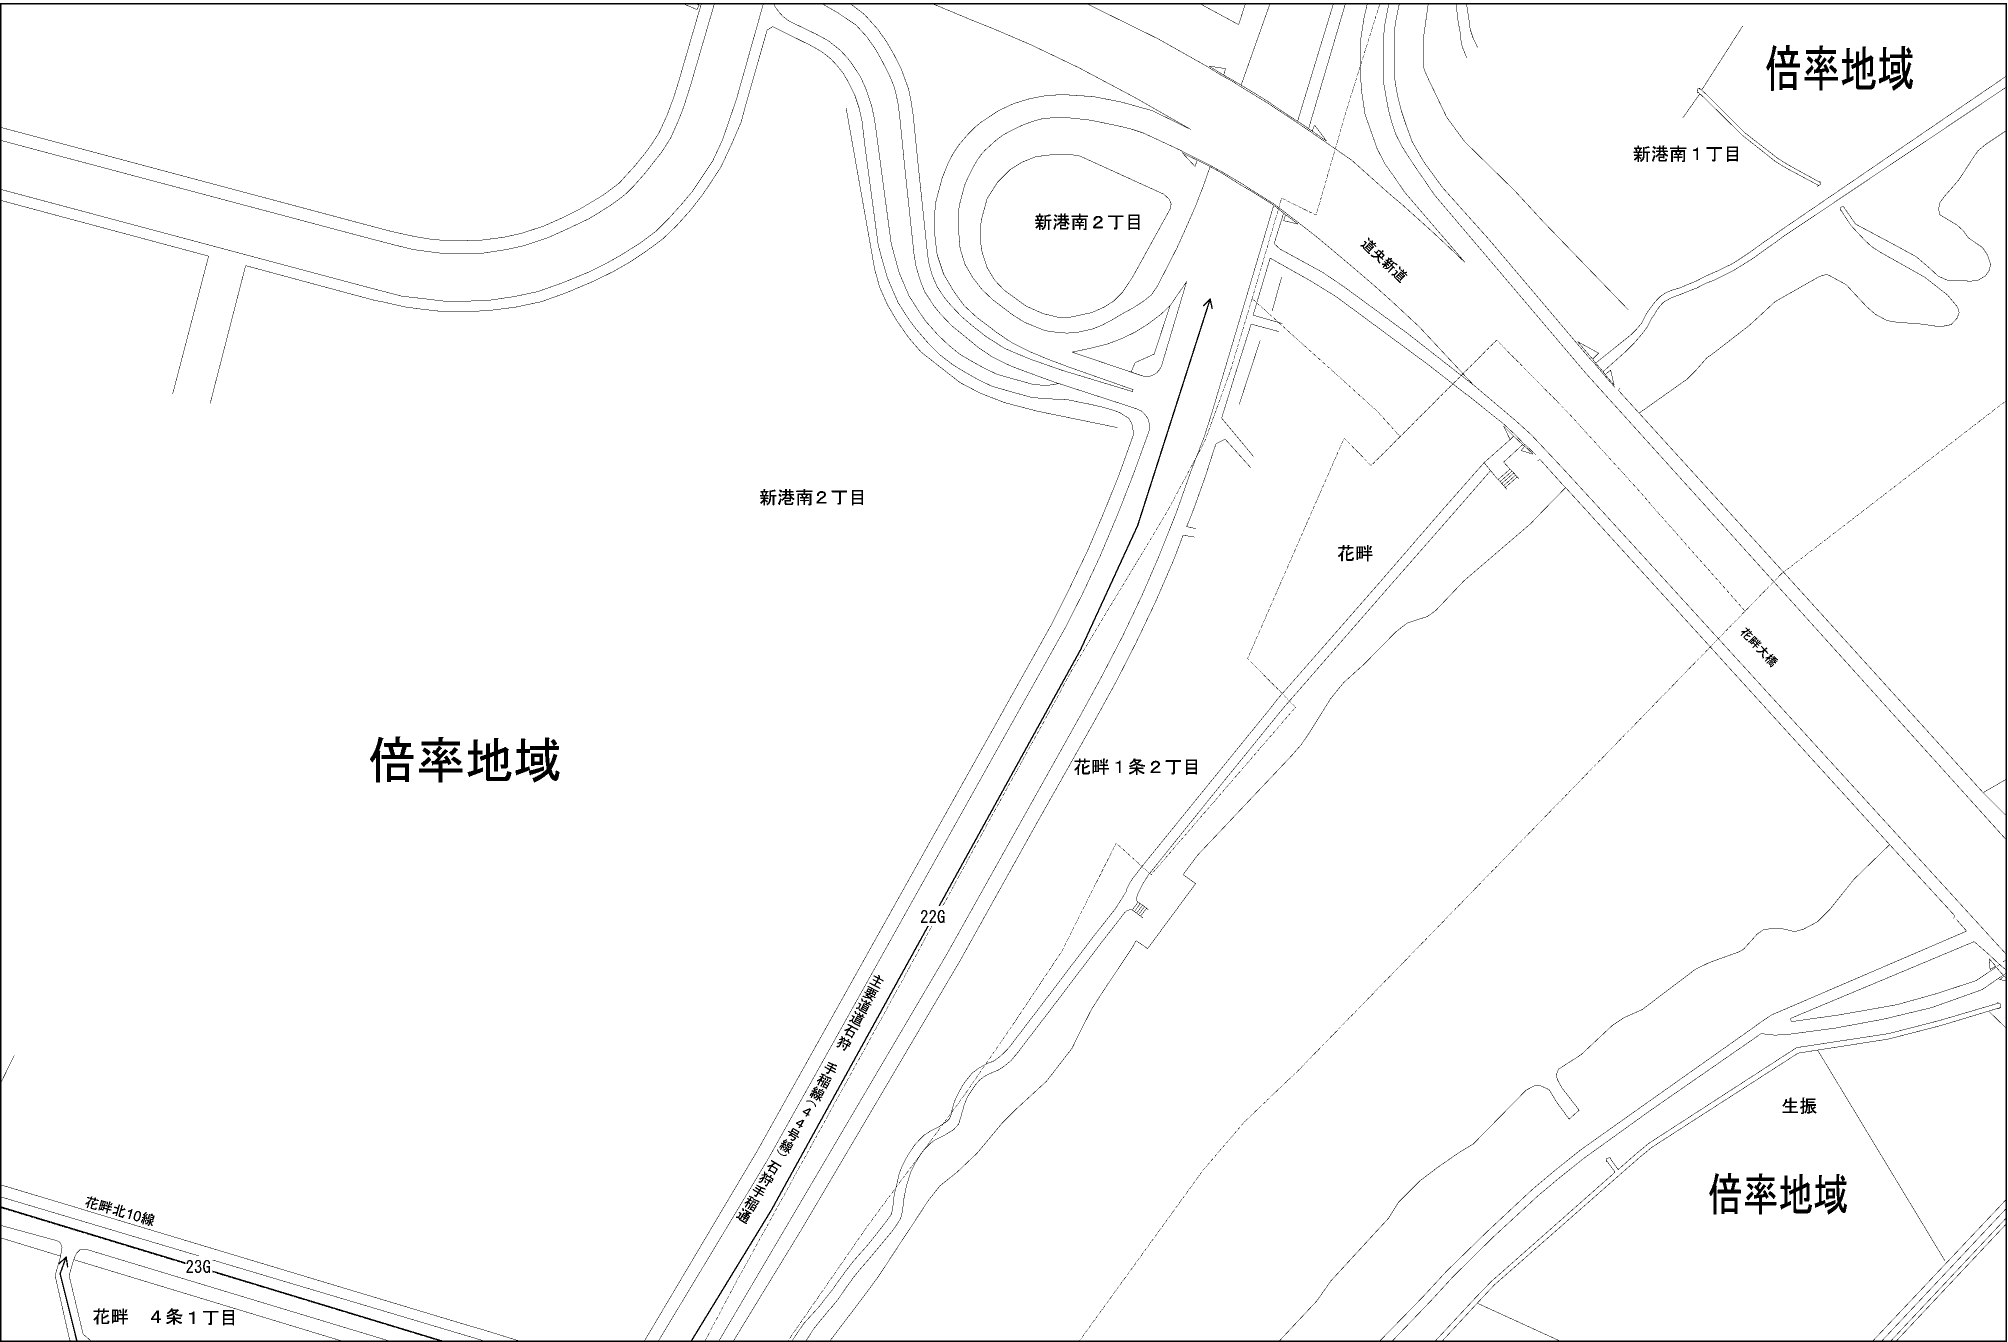 倍率地域
新港南１丁目
新港南２丁目
道央新道
新港南２丁目
花畔
花畔大橋
倍率地域
花畔１条２丁目
22G
主要道道石狩　手稲線（４４号線）石狩手稲通
生振
倍率地域
花畔北10線
23G
花畔　４条１丁目